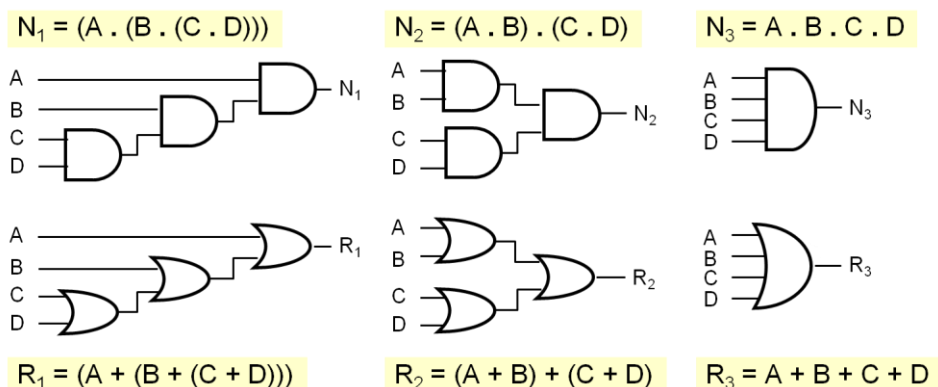 N₁ = (A . (B . (C . D)))
N₂ = (A . B) . (C . D)
N₃ = A . B . C . D
A
B
C
D
N₁
A
B
C
D
N₂
A
B
C
D
N₃
A
B
C
D
R₁
A
B
C
D
R₂
A
B
C
D
R₃
R₁ = (A + (B + (C + D)))
R₂ = (A + B) + (C + D)
R₃ = A + B + C + D